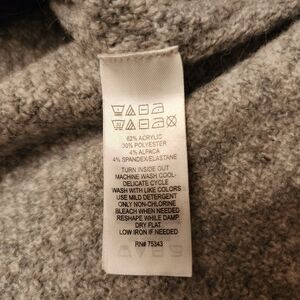 62% ACRYLIC
30% POLYESTER
4% ALPACA
4% SPANDEX/ELASTANE
TURN INSIDE OUT
MACHINE WASH COOL-
DELICATE CYCLE
WASH WITH LIKE COLORS
USE MILD DETERGENT
ONLY NON-CHLORINE
BLEACH WHEN NEEDED
RESHAPE WHILE DAMP
DRY FLAT
LOW IRON IF NEEDED
RN# 75343